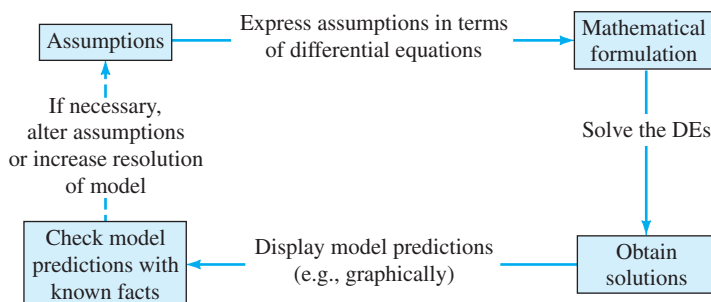 Assumptions
Express assumptions in terms
of differential equations
Mathematical
formulation
If necessary,
alter assumptions
or increase resolution
of model
Solve the DEs
Check model
predictions with
known facts
Display model predictions
(e.g., graphically)
Obtain
solutions